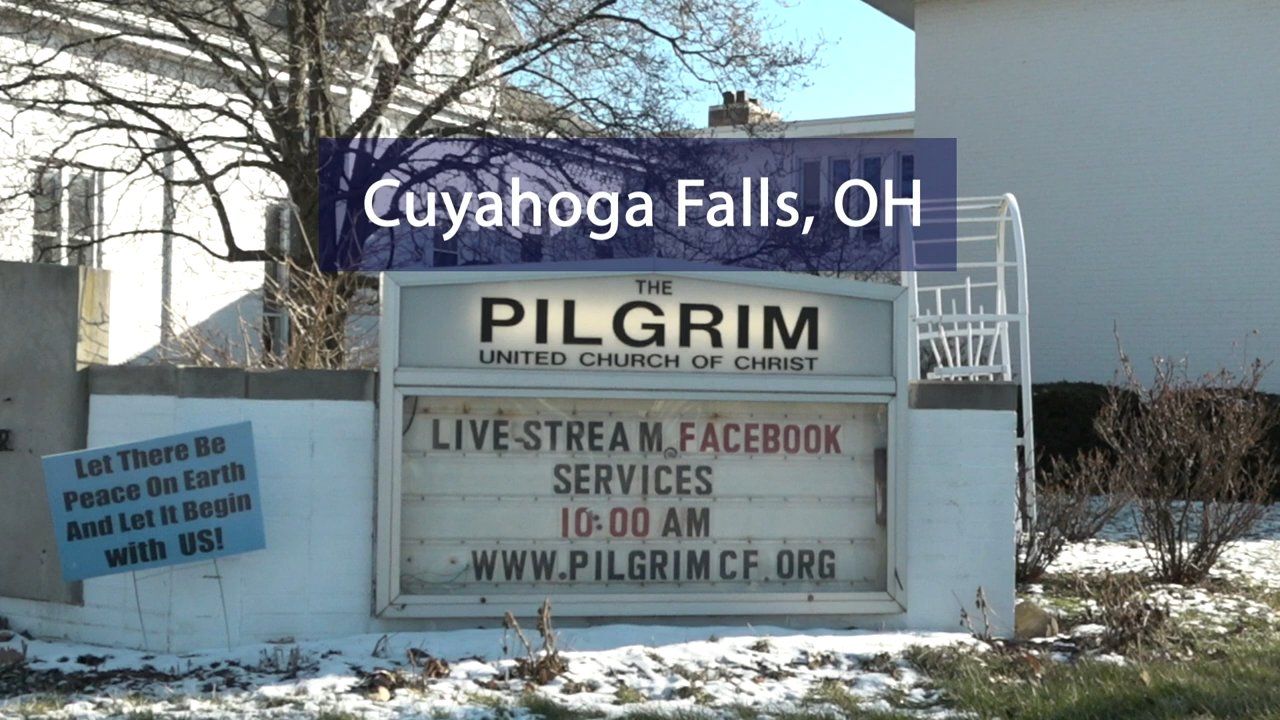 Cuyahoga Falls, OH
THE
PILGRIM
UNITED CHURCH OF CHRIST
LIVE-STREAM FACEBOOK
SERVICES
10:00 AM
WWW.PILGRIMCF.ORG
Let There Be
Peace On Earth
And Let It Begin
with US!